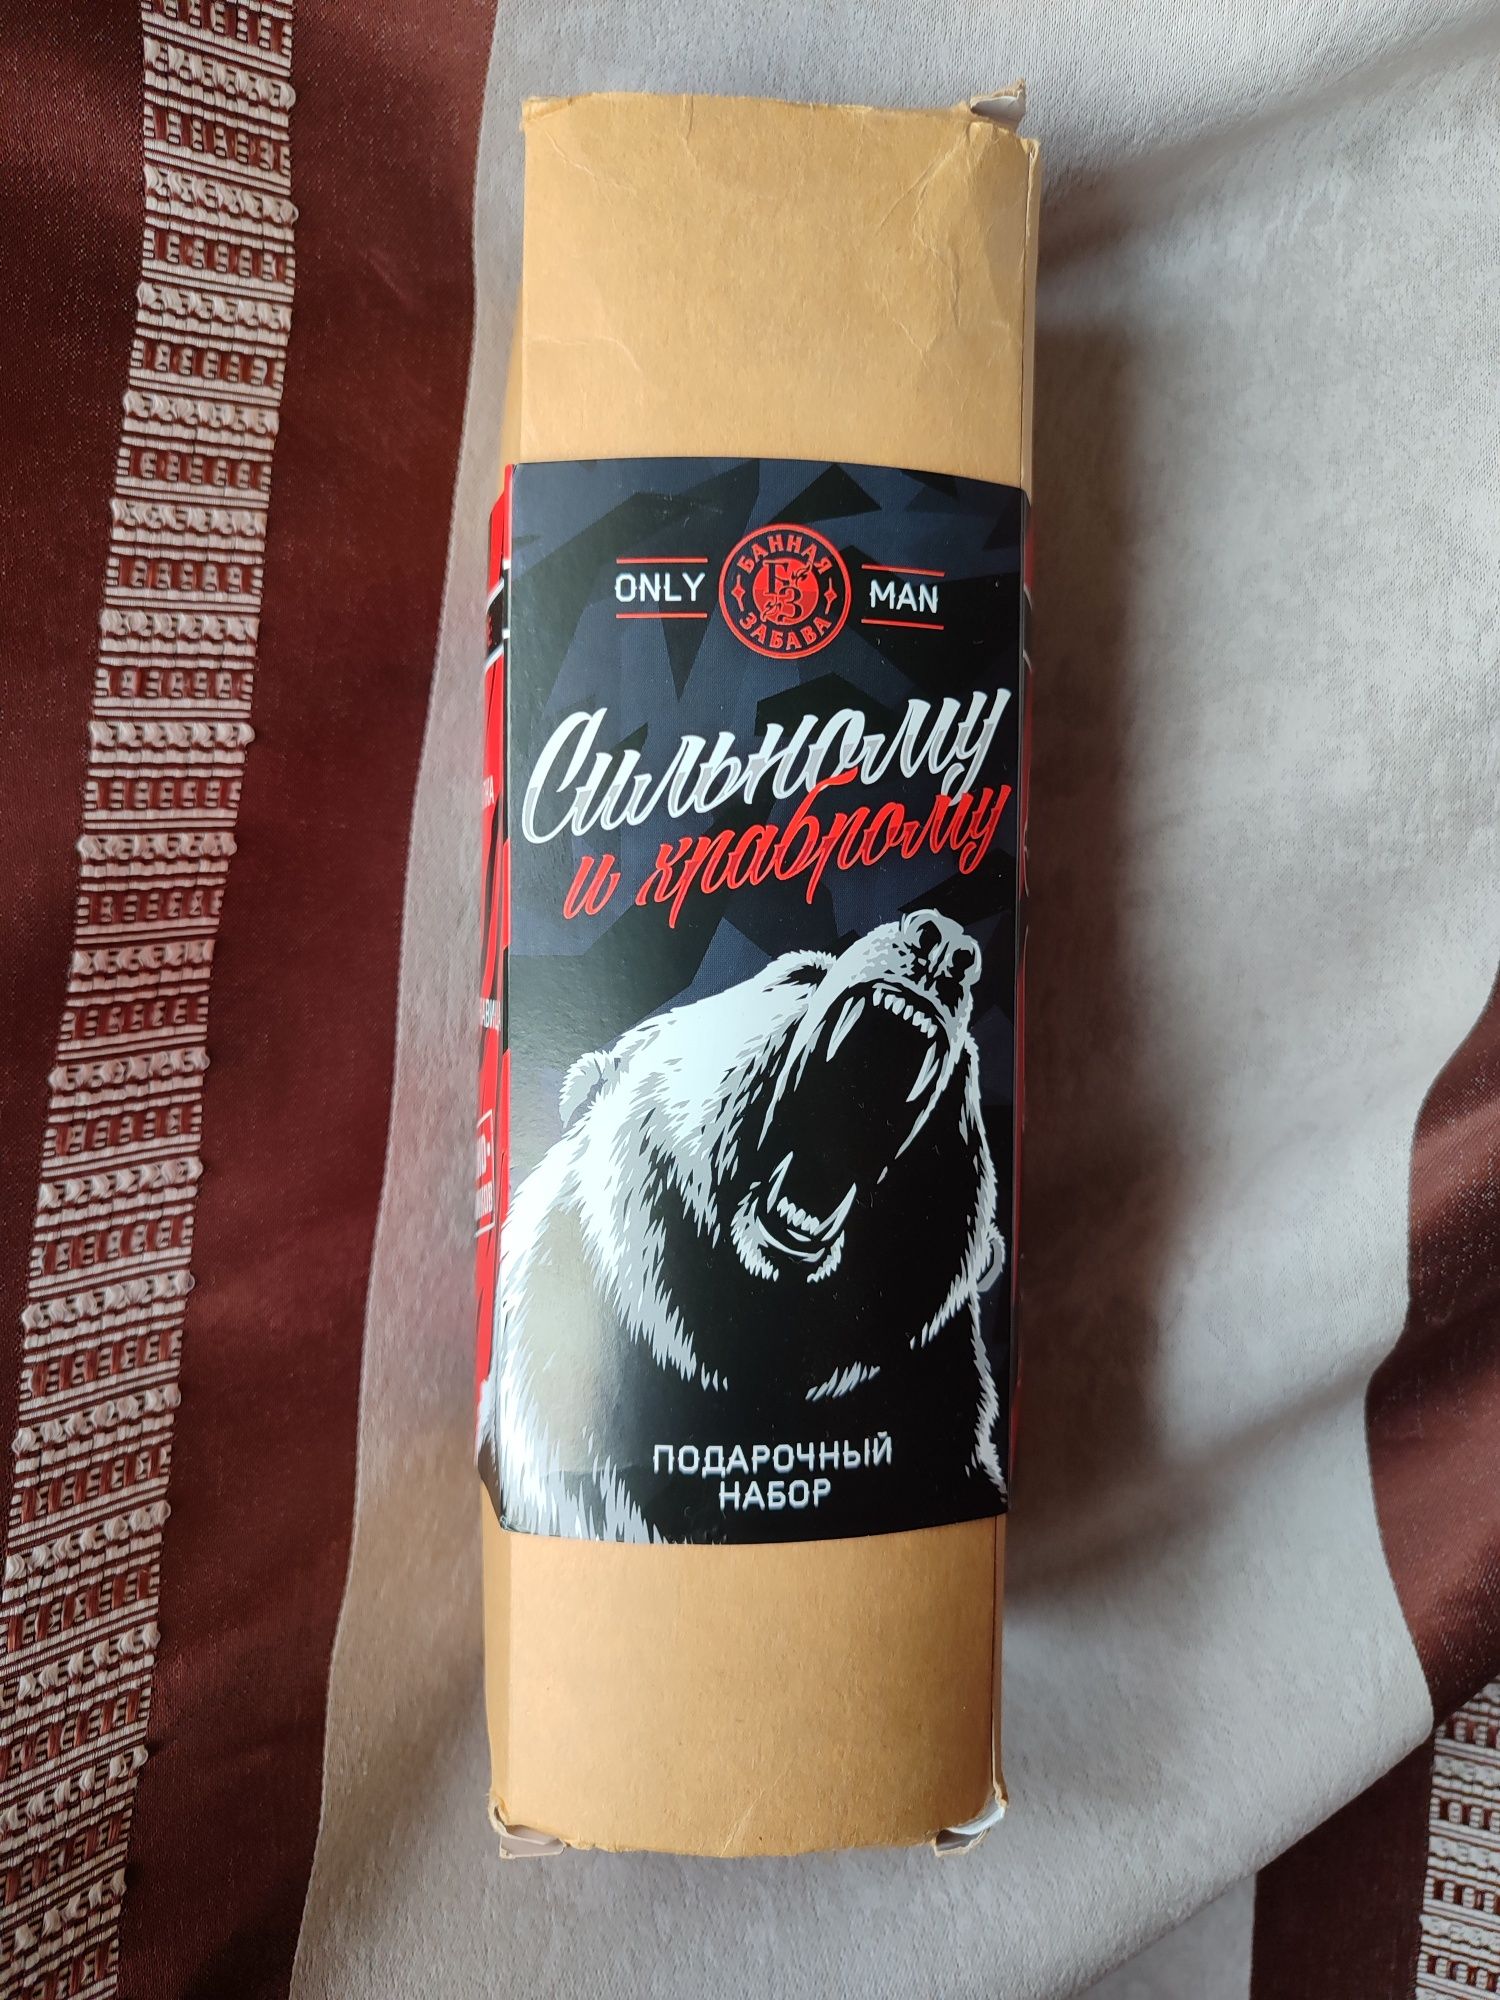 ONLY
БАННАЯ
БЗ
ЗАБАВА
MAN
Сильному
и храброму
ПОДАРОЧНЫЙ
НАБОР